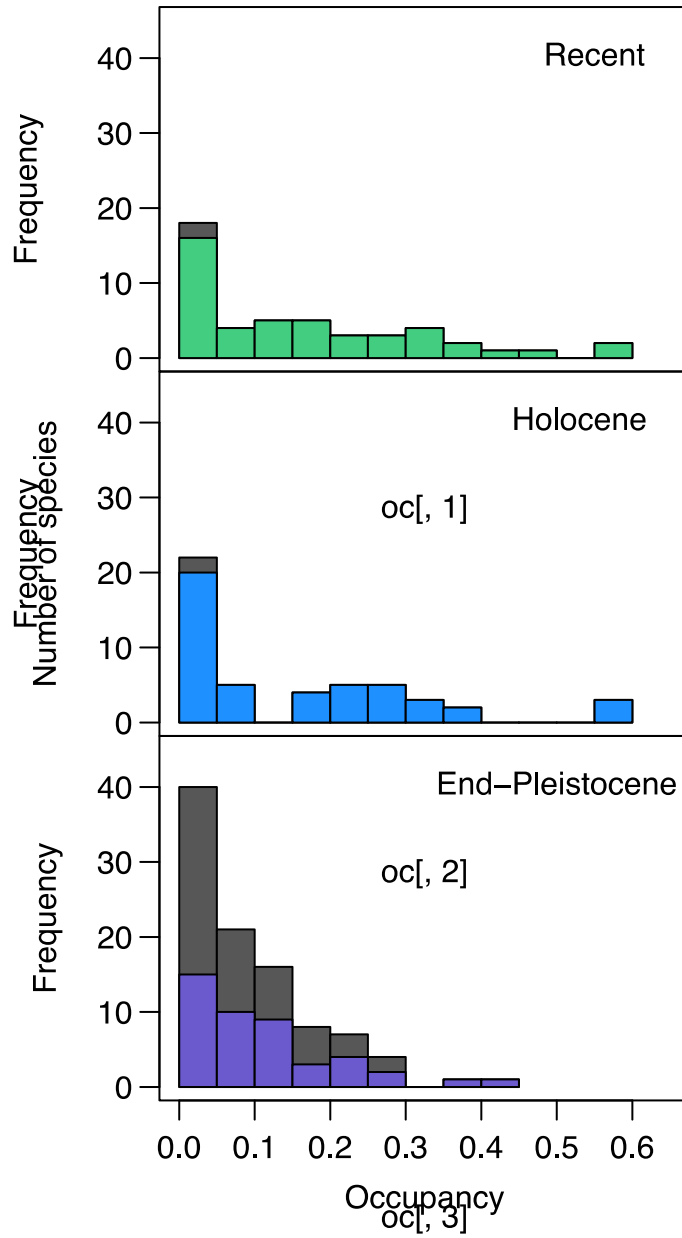 Recent
Frequency
40
30
20
10
0
Holocene
Frequency
Number of species
40
30
20
10
0
oc[, 1]
End−Pleistocene
Frequency
40
30
20
10
0
oc[, 2]
0.0 0.1 0.2 0.3 0.4 0.5 0.6
Occupancy
oc[, 3]